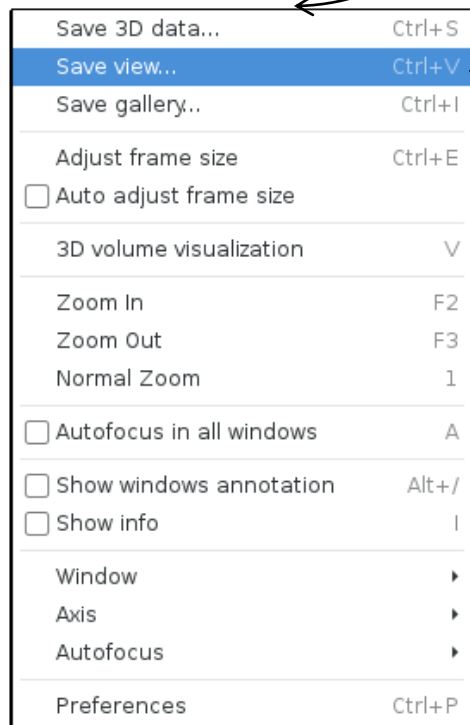 Save 3D data... Ctrl+S
Save view... Ctrl+V
Save gallery... Ctrl+I
Adjust frame size Ctrl+E
Auto adjust frame size
3D volume visualization V
Zoom In F2
Zoom Out F3
Normal Zoom 1
Autofocus in all windows A
Show windows annotation Alt+/
Show info I
Window
Axis
Autofocus
Preferences Ctrl+P